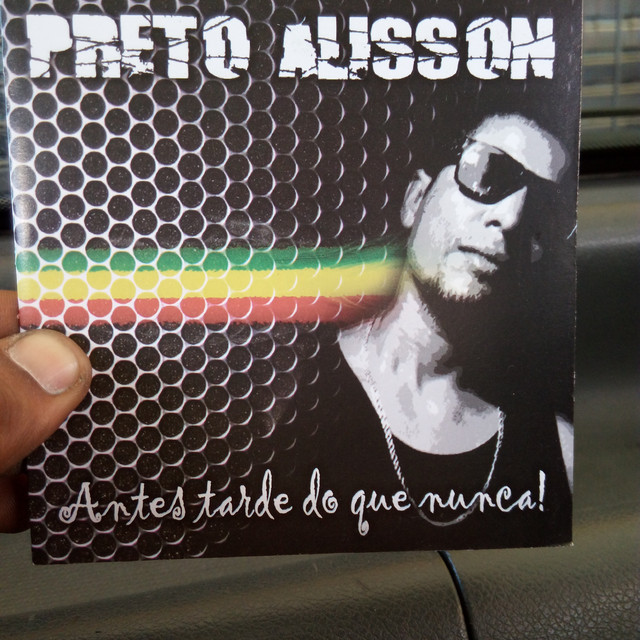 PRETO ALISSON
Antes tarde do que nunca!